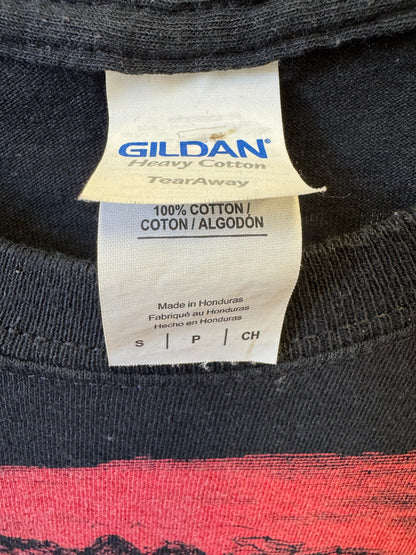 GILDAN®
Heavy Cotton
TearAway
100% COTTON/
COTON / ALGODÓN
Made in Honduras
Fabriqué au Honduras
Hecho en Honduras
S | P | CH